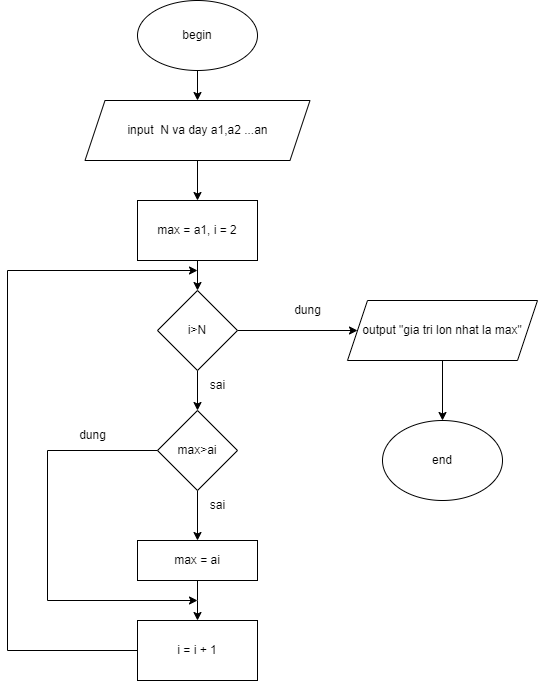 begin
input N va day a1,a2 ...an
max = a1, i = 2
i>N
dung
output "gia tri lon nhat la max"
end
sai
max>ai
dung
sai
max = ai
i = i + 1